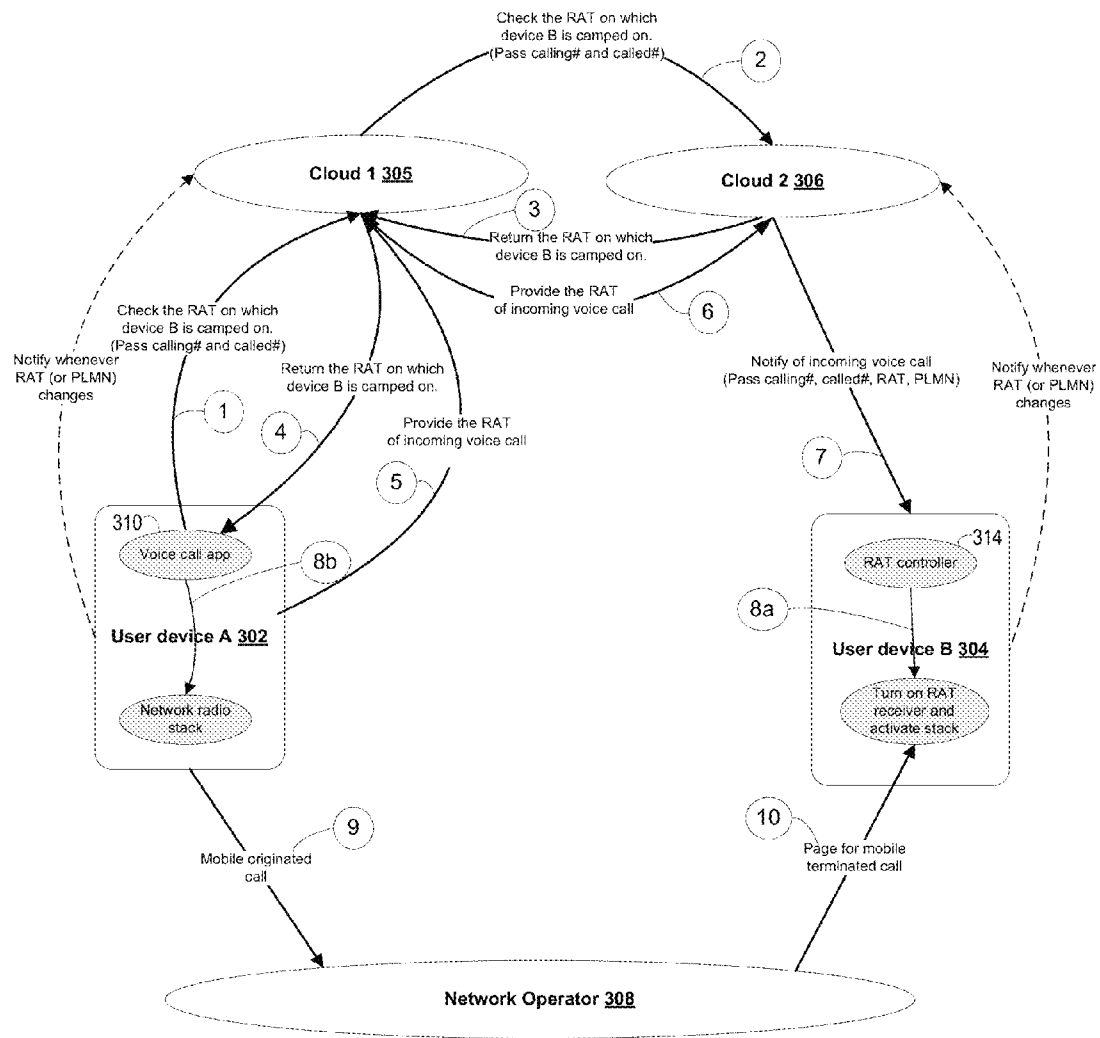 Check the RAT on which
device B is camped on.
(Pass calling# and called#)
2
Cloud 1 305
Cloud 2 306
3
Return the RAT on which
device B is camped on.
Provide the RAT
of incoming voice call
6
Check the RAT on which
device B is camped on.
(Pass calling# and called#)
Notify whenever
RAT (or PLMN)
changes
Return the RAT on which
device B is camped on.
1
4
Provide the RAT
of incoming voice call
5
Notify of incoming voice call
(Pass calling#, called#, RAT, PLMN)
Notify whenever
RAT (or PLMN)
changes
7
310
Voice call app
8b
User device A 302
Network radio
stack
314
RAT controller
8a
User device B 304
Turn on RAT
receiver and
activate stack
9
Mobile originated
call
10
Page for mobile
terminated call
Network Operator 308